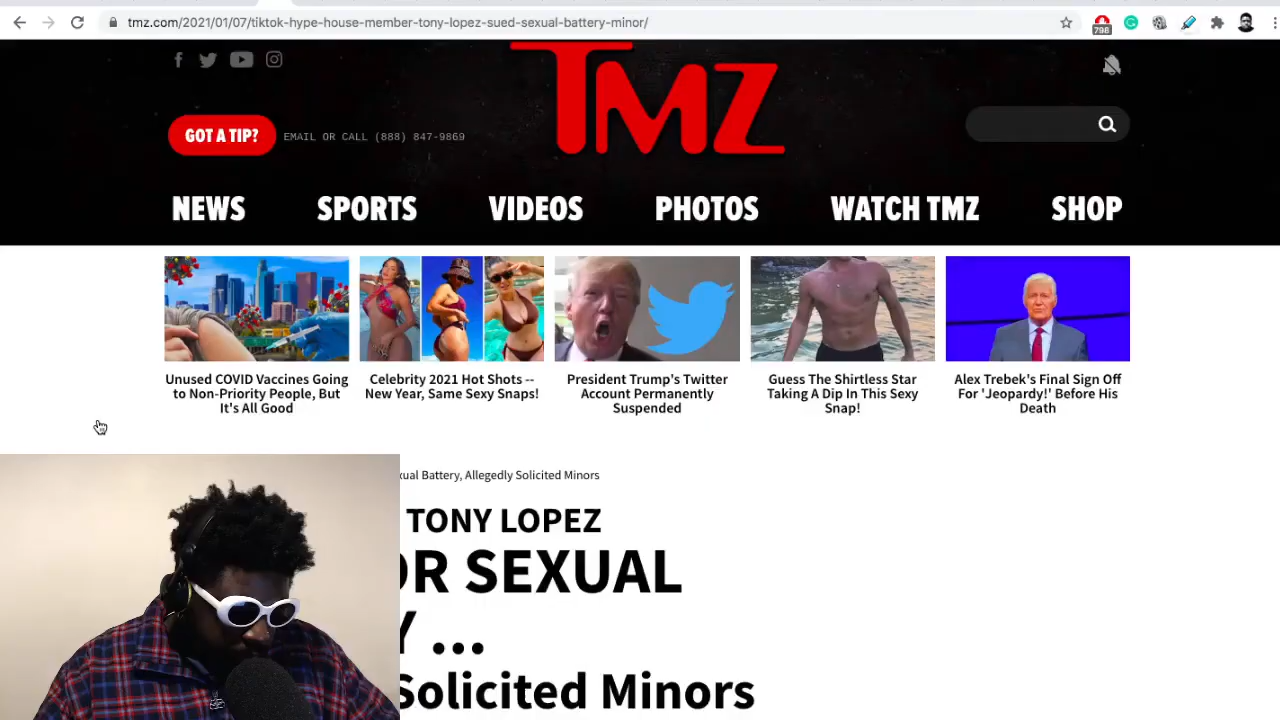 tmz.com/2021/01/07/tiktok-hype-house-member-tony-lopez-sued-sexual-battery-minor/
798
TMZ
GOT A TIP?
EMAIL OR CALL (888) 847-9869
NEWS
SPORTS
VIDEOS
PHOTOS
WATCH TMZ
SHOP
Unused COVID Vaccines Going
to Non-Priority People, But
It's All Good
Celebrity 2021 Hot Shots --
New Year, Same Sexy Snaps!
President Trump's Twitter
Account Permanently
Suspended
Guess The Shirtless Star
Taking A Dip In This Sexy
Snap!
Alex Trebek's Final Sign Off
For 'Jeopardy!' Before His
Death
xual Battery, Allegedly Solicited Minors
TONY LOPEZ
OR SEXUAL
Y ...
Solicited Minors